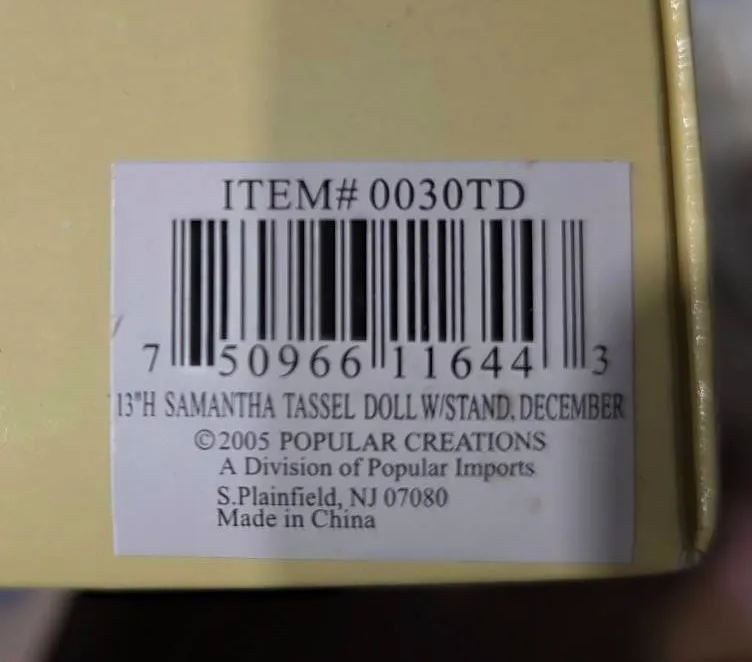 ITEM# 0030TD
7 50966 11644 3
13"H SAMANTHA TASSEL DOLL W/STAND, DECEMBER
©2005 POPULAR CREATIONS
A Division of Popular Imports
S.Plainfield, NJ 07080
Made in China